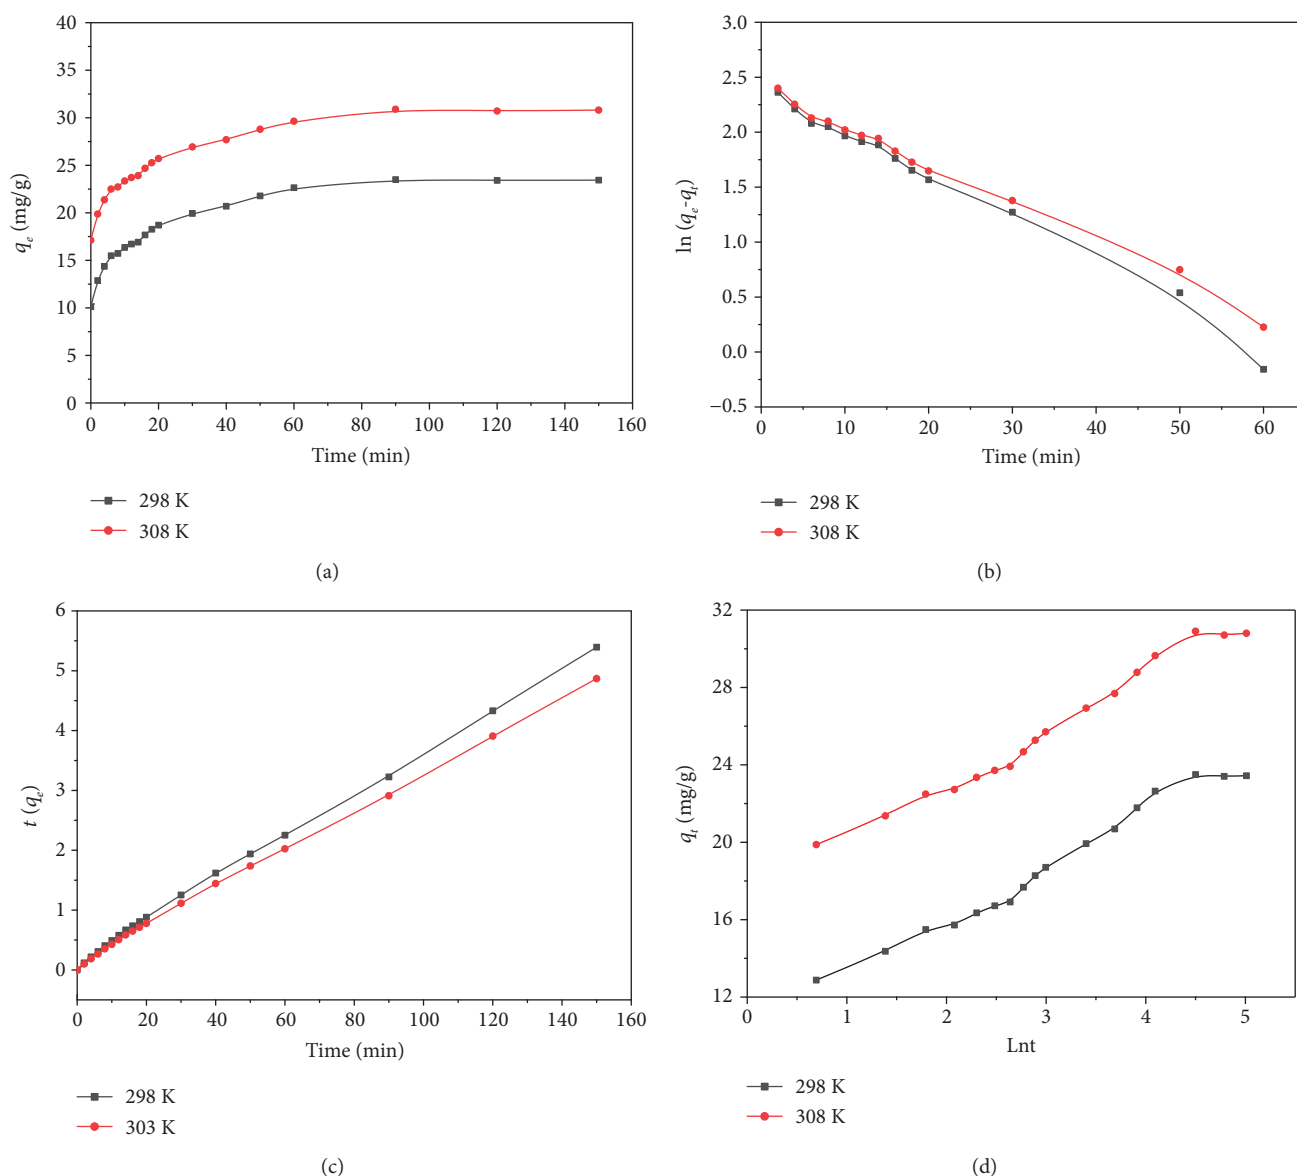 40
35
30
25
20
15
10
5
0
q_e (mg/g)
0 20 40 60 80 100 120 140 160
Time (min)
298 K
308 K
(a)
3.0
2.5
2.0
1.5
1.0
0.5
0.0
−0.5
ln (q_e-q_t)
0 10 20 30 40 50 60
Time (min)
298 K
308 K
(b)
6
5
4
3
2
1
0
t (q_e)
0 20 40 60 80 100 120 140 160
Time (min)
298 K
303 K
(c)
32
28
24
20
16
12
q_t (mg/g)
1 2 3 4 5
Lnt
298 K
308 K
(d)